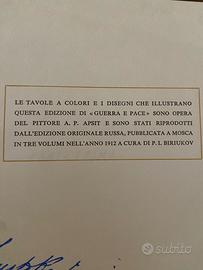 LE TAVOLE A COLORI E I DISEGNI CHE ILLUSTRANO
QUESTA EDIZIONE DI «GUERRA E PACE» SONO OPERA
DEL PITTORE A. P. APSIT E SONO STATI RIPRODOTTI
DALL'EDIZIONE ORIGINALE RUSSA, PUBBLICATA A MOSCA
IN TRE VOLUMI NELL'ANNO 1912 A CURA DI P. I. BIRIUKOV
subito